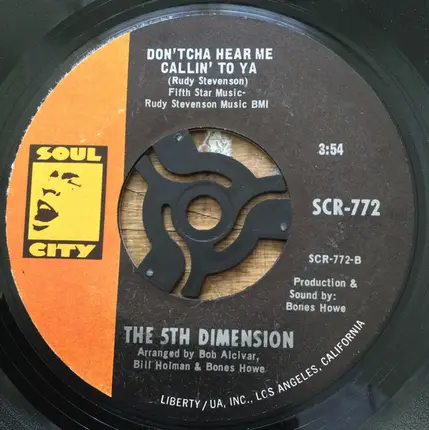 DON'TCHA HEAR ME
CALLIN' TO YA
(Rudy Stevenson)
Fifth Star Music-
Rudy Stevenson Music BMI
3:54
SOUL
CITY
SCR-772
SCR-772-B
Production &
Sound by:
Bones Howe
THE 5TH DIMENSION
Arranged by Bob Alcivar,
Bill Holman & Bones Howe
LIBERTY/UA, INC., LOS ANGELES, CALIFORNIA